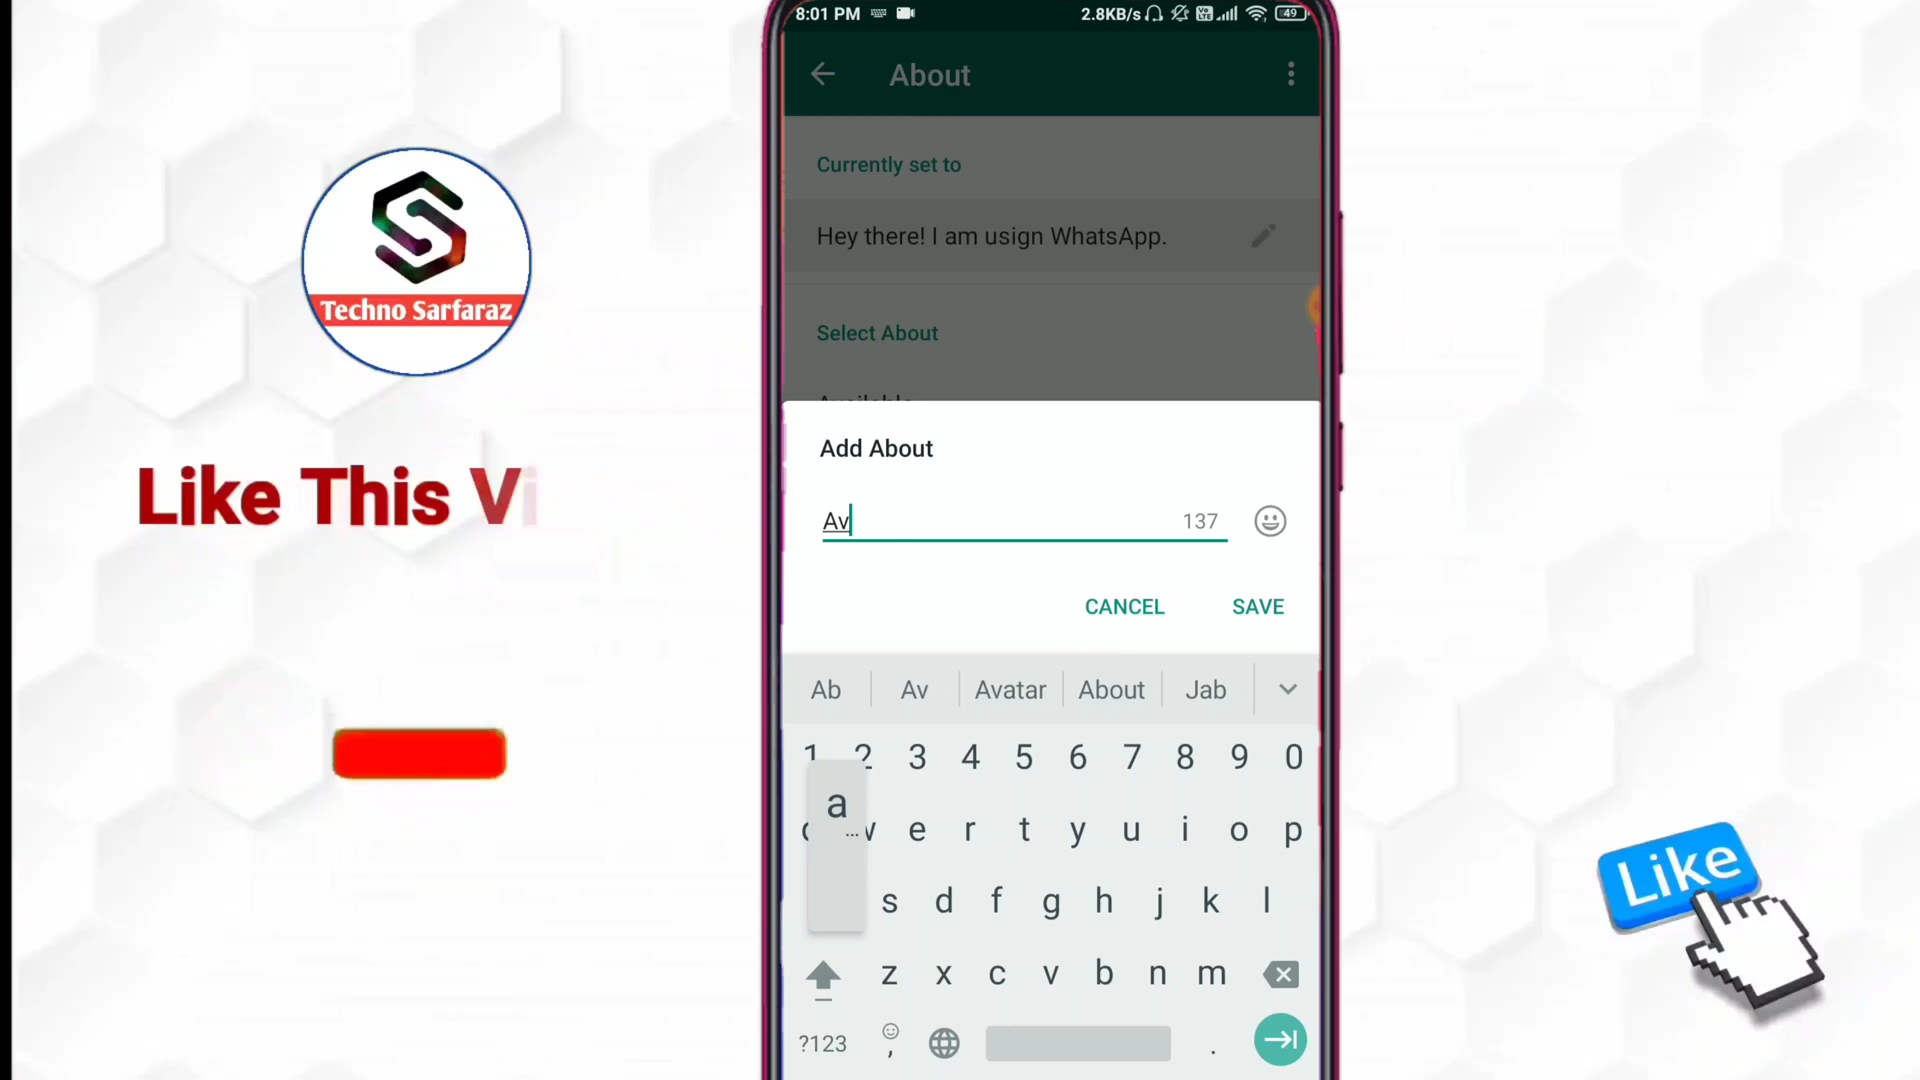 8:01 PM 2.8KB/s 49
About
Currently set to
Hey there! I am usign WhatsApp.
Select About
Add About
Av 137
CANCEL SAVE
Ab Av Avatar About Jab
1 2 3 4 5 6 7 8 9 0
a
w e r t y u i o p
s d f g h j k l
z x c v b n m
?123 , .
Techno Sarfaraz
Like This Vi
Like